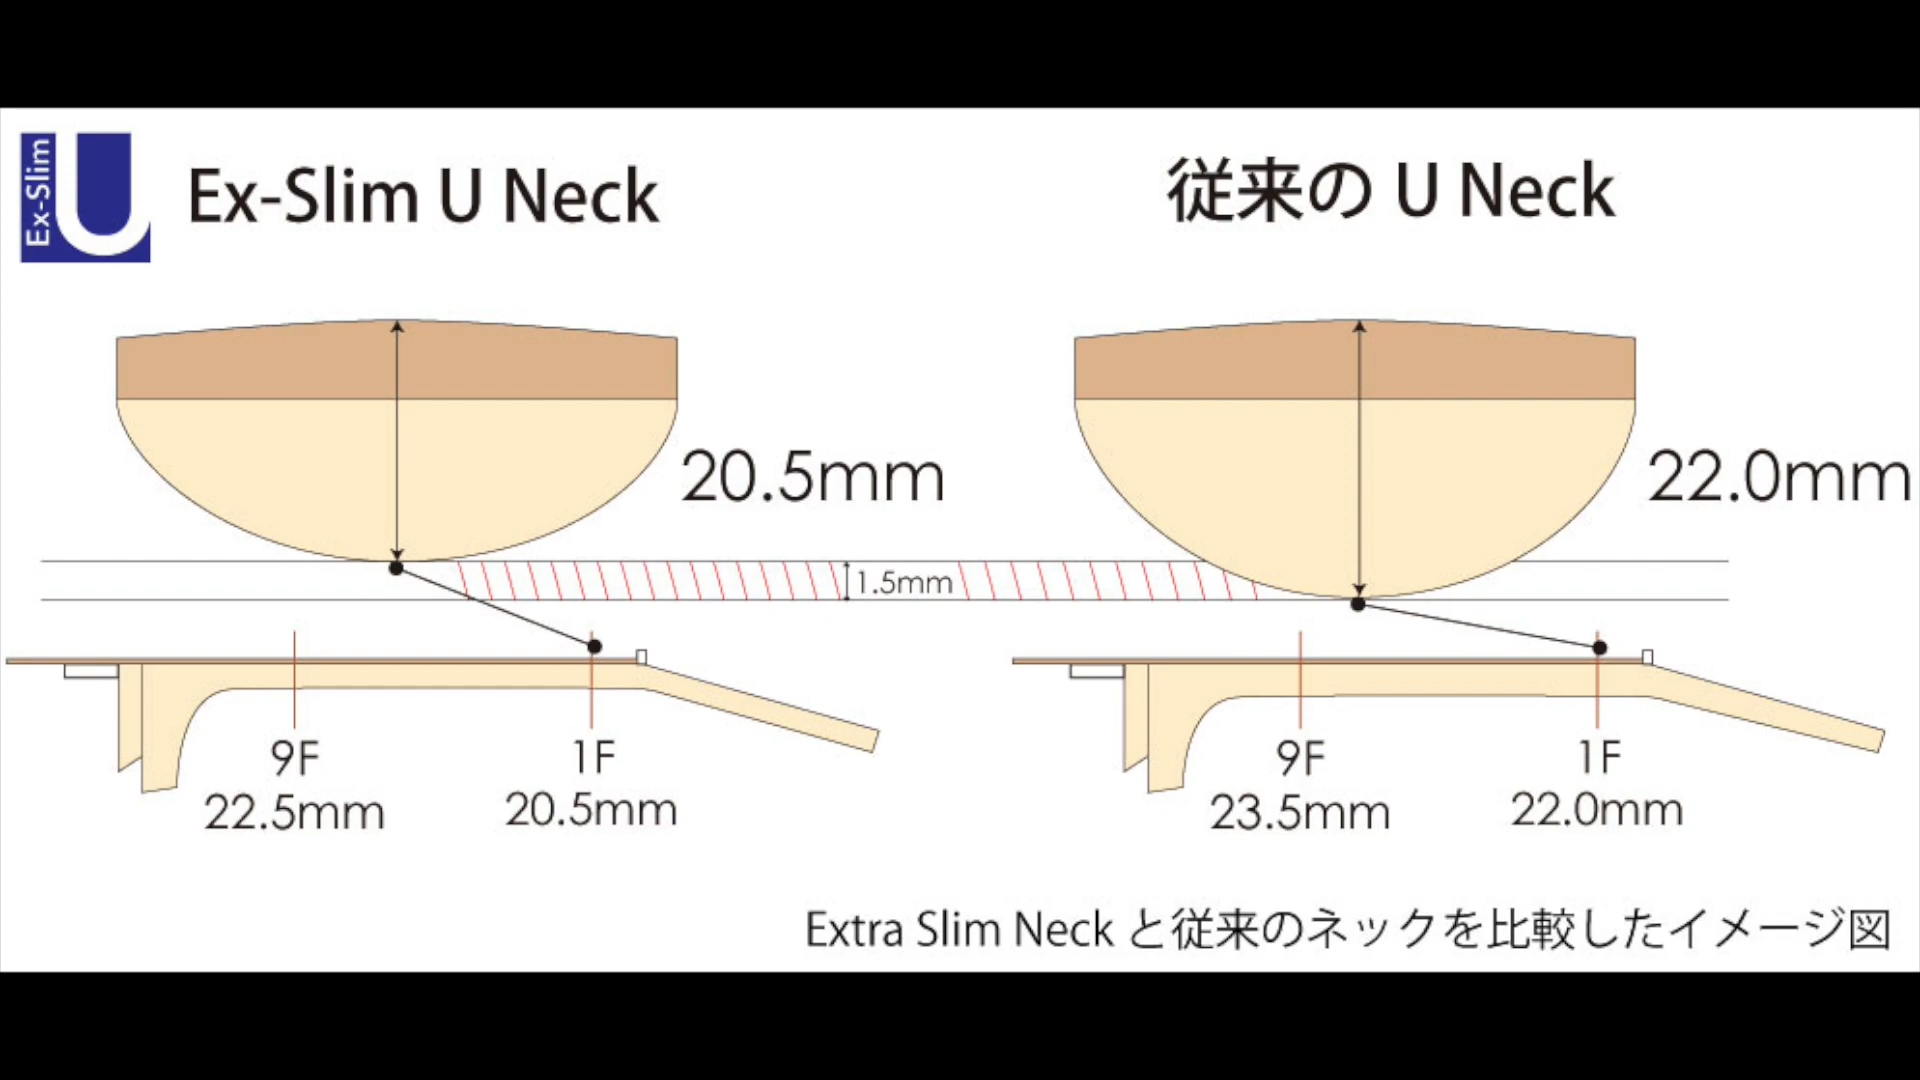 Ex-Slim
U
Ex-Slim U Neck
従来の U Neck
20.5mm
22.0mm
1.5mm
9F
22.5mm
1F
20.5mm
9F
23.5mm
1F
22.0mm
Extra Slim Neck と従来のネックを比較したイメージ図